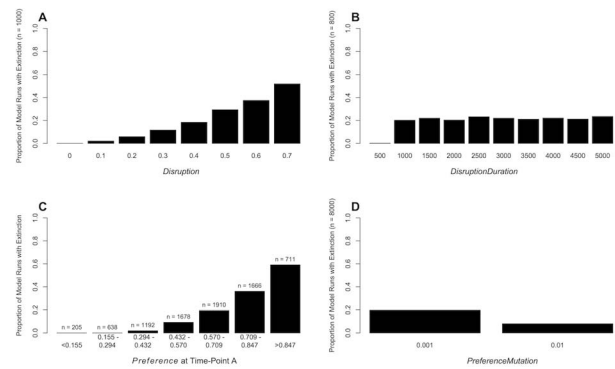 A
Proportion of Model Runs with Extinction (n = 1000)
0.0 0.2 0.4 0.6 0.8 1.0
0 0.1 0.2 0.3 0.4 0.5 0.6 0.7
Disruption
B
Proportion of Model Runs with Extinction (n = 800)
0.0 0.2 0.4 0.6 0.8 1.0
500 1000 1500 2000 2500 3000 3500 4000 4500 5000
DisruptionDuration
C
Proportion of Model Runs with Extinction
0.0 0.2 0.4 0.6 0.8 1.0
n = 205 n = 638 n = 1192 n = 1678 n = 1910 n = 1666 n = 711
<0.155 0.155 - 0.294 0.294 - 0.432 0.432 - 0.570 0.570 - 0.709 0.709 - 0.847 >0.847
Preference at Time-Point A
D
Proportion of Model Runs with Extinction (n = 8000)
0.0 0.2 0.4 0.6 0.8 1.0
0.001 0.01
PreferenceMutation